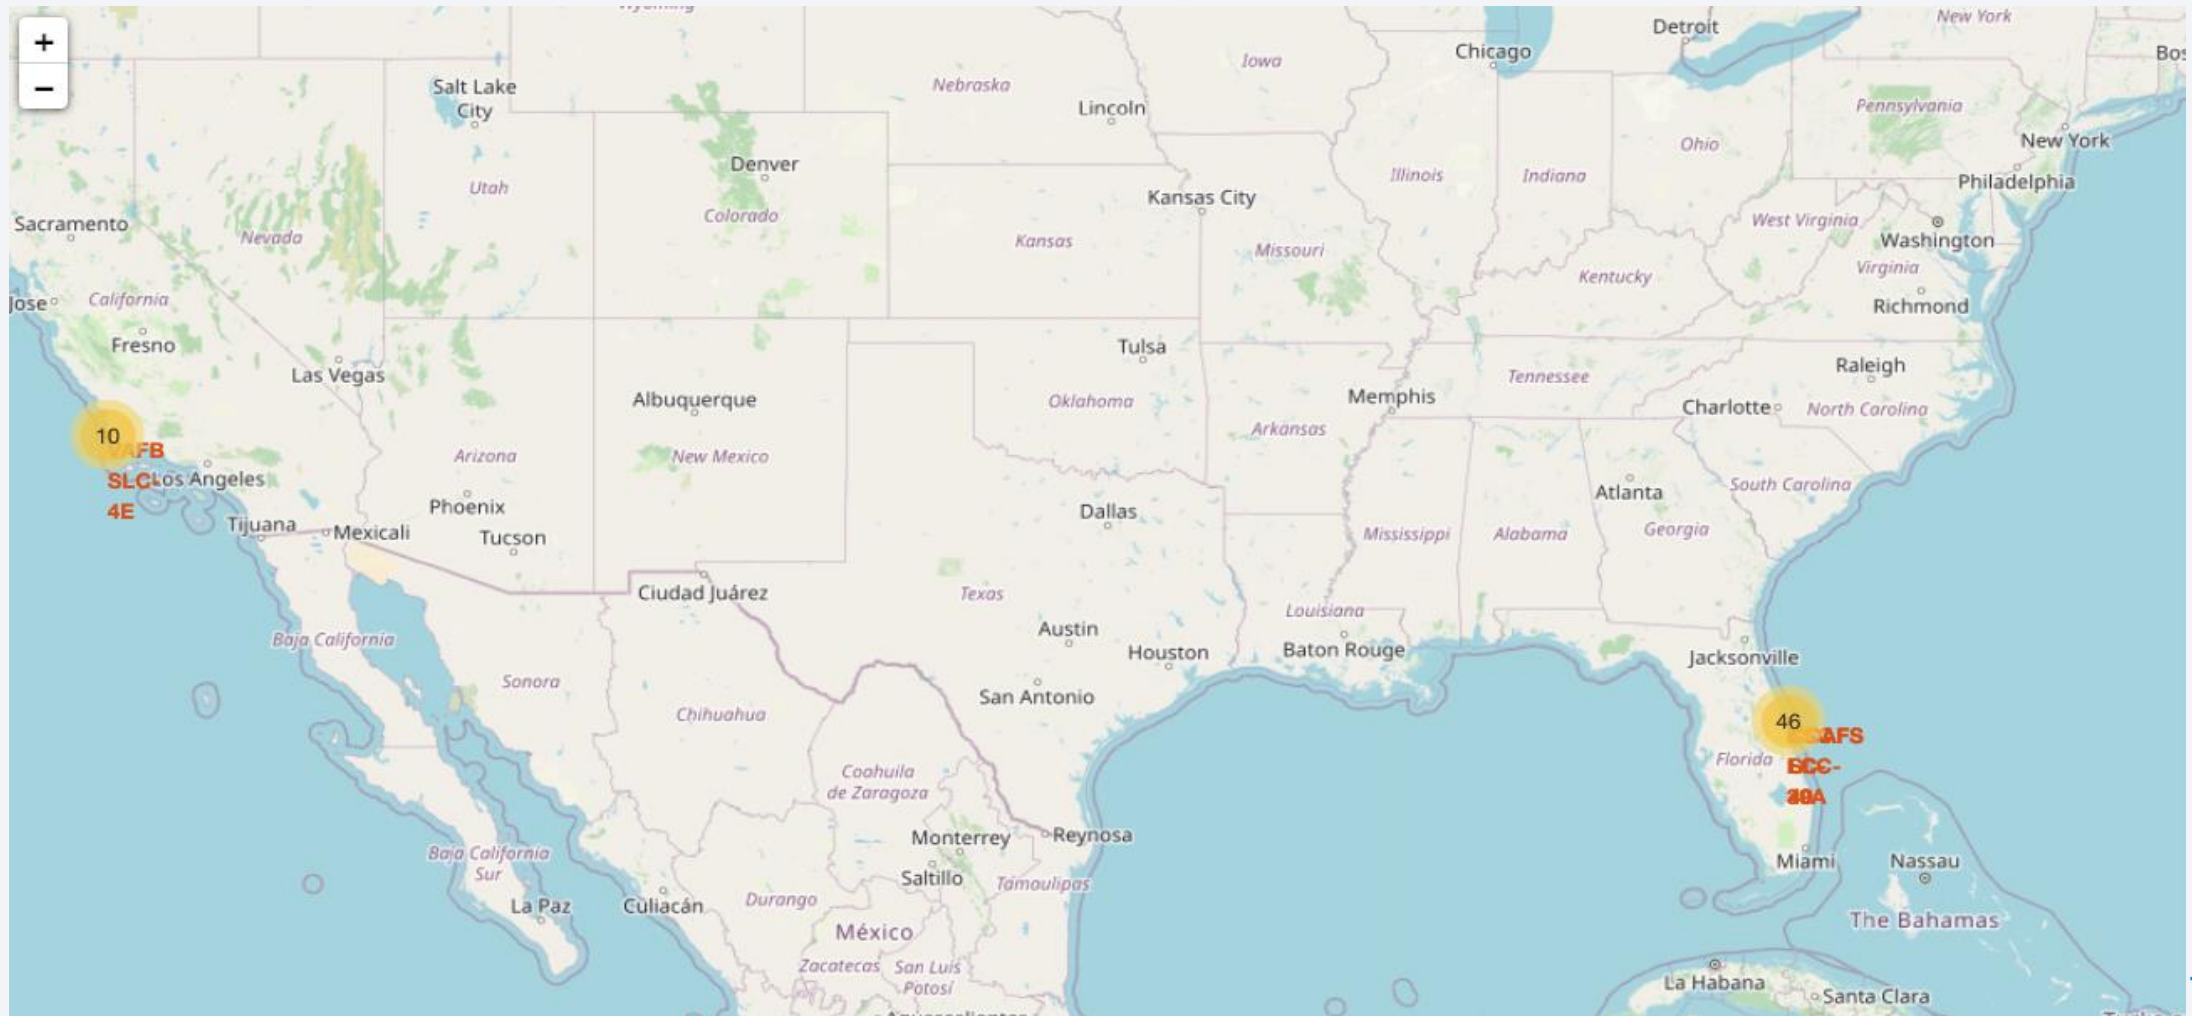 Wyoming
New York
Detroit
Chicago
Iowa
Bos
Salt Lake
City
Nebraska
Lincoln
Pennsylvania
New York
Ohio
Denver
Utah
Illinois
Indiana
Philadelphia
Kansas City
Colorado
Sacramento
West Virginia
Nevada
Kansas
Missouri
Washington
Virginia
Kentucky
Jose
California
Richmond
Fresno
Tulsa
Las Vegas
Raleigh
Tennessee
Albuquerque
Oklahoma
Memphis
Charlotte
North Carolina
10
Arkansas
VAFB
Arizona
New Mexico
SLC-
Los Angeles
South Carolina
Atlanta
4E
Phoenix
Dallas
Tijuana
Mexicali
Tucson
Mississippi
Alabama
Georgia
Ciudad Juárez
Texas
Louisiana
Austin
Baja California
Houston
Baton Rouge
Jacksonville
Sonora
San Antonio
Chihuahua
46
AFS
Florida
Coahuila
de Zaragoza
Monterrey
Reynosa
Baja California
Sur
Miami
Nassau
Saltillo
Tamaulipas
Durango
La Paz
Culiacán
The Bahamas
México
Zacatecas
San Luis
Potosí
La Habana
Santa Clara
Aguascalientes
+
−